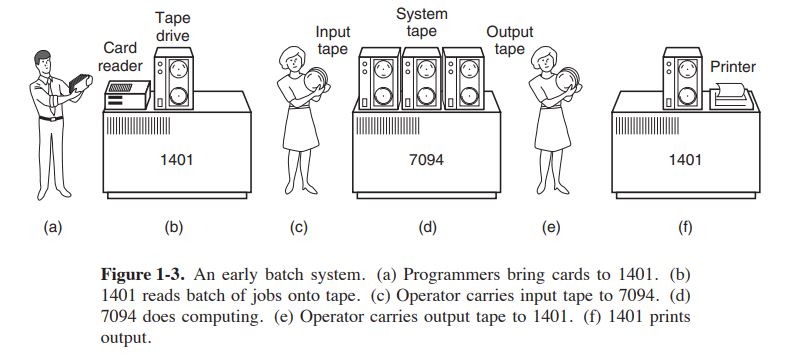 Card
reader
Tape
drive
Input
tape
System
tape
Output
tape
Printer
1401
7094
1401
(a)
(b)
(c)
(d)
(e)
(f)
Figure 1-3. An early batch system. (a) Programmers bring cards to 1401. (b)
1401 reads batch of jobs onto tape. (c) Operator carries input tape to 7094. (d)
7094 does computing. (e) Operator carries output tape to 1401. (f) 1401 prints
output.